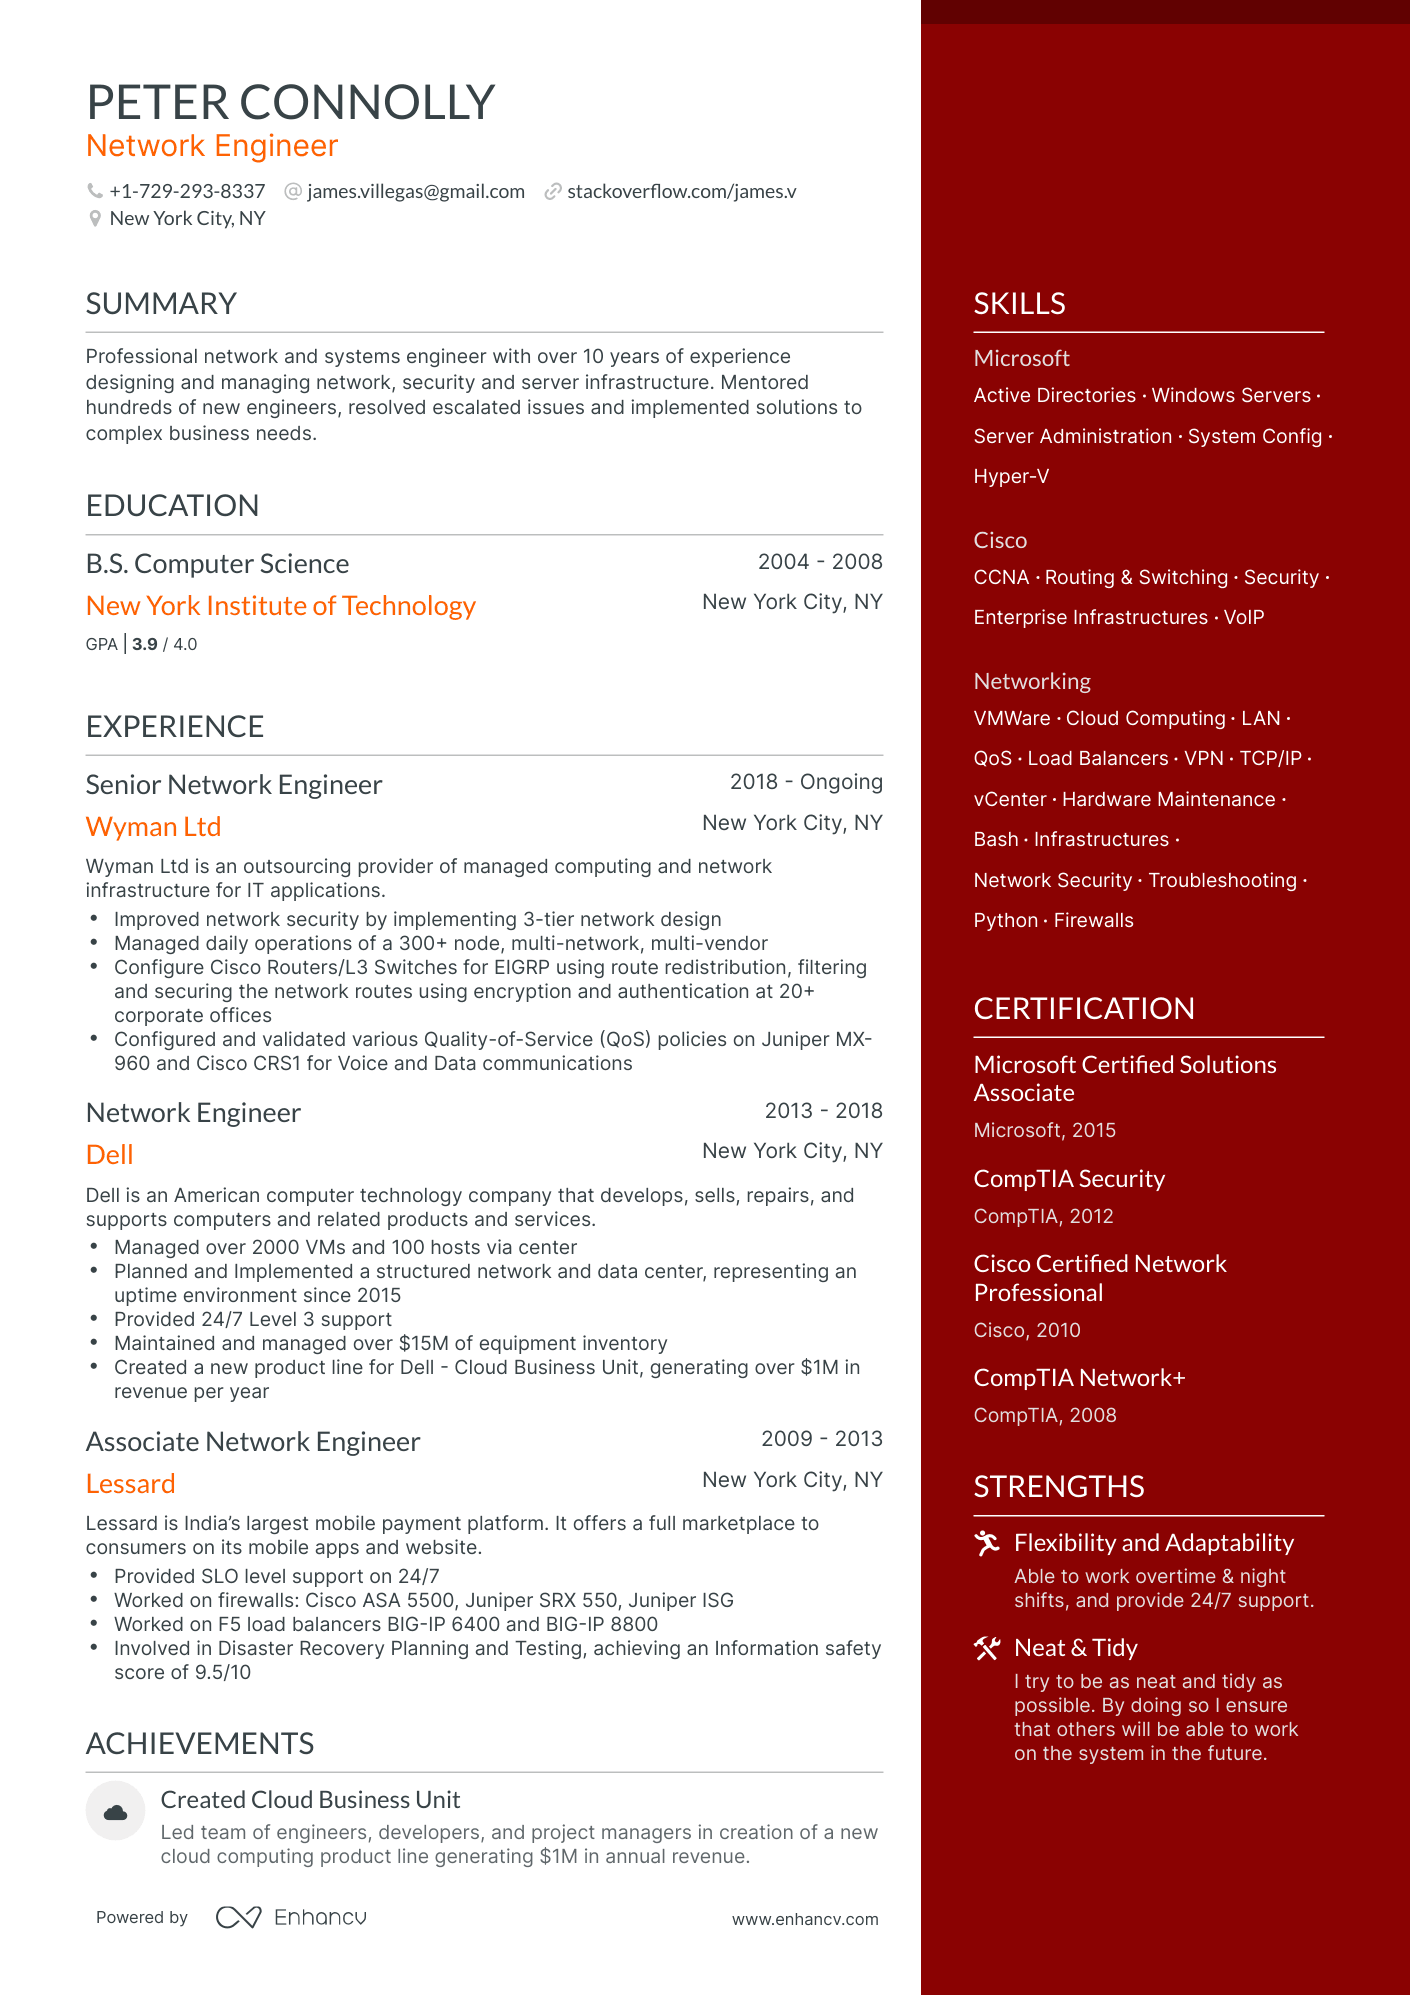 PETER CONNOLLY
Network Engineer
+1-729-293-8337 james.villegas@gmail.com stackoverflow.com/james.v
New York City, NY
SUMMARY
Professional network and systems engineer with over 10 years of experience
designing and managing network, security and server infrastructure. Mentored
hundreds of new engineers, resolved escalated issues and implemented solutions to
complex business needs.
EDUCATION
B.S. Computer Science 2004 - 2008
New York Institute of Technology New York City, NY
GPA | 3.9 / 4.0
EXPERIENCE
Senior Network Engineer 2018 - Ongoing
Wyman Ltd New York City, NY
Wyman Ltd is an outsourcing provider of managed computing and network
infrastructure for IT applications.
• Improved network security by implementing 3-tier network design
• Managed daily operations of a 300+ node, multi-network, multi-vendor
• Configure Cisco Routers/L3 Switches for EIGRP using route redistribution, filtering
and securing the network routes using encryption and authentication at 20+
corporate offices
• Configured and validated various Quality-of-Service (QoS) policies on Juniper MX-
960 and Cisco CRS1 for Voice and Data communications
Network Engineer 2013 - 2018
Dell New York City, NY
Dell is an American computer technology company that develops, sells, repairs, and
supports computers and related products and services.
• Managed over 2000 VMs and 100 hosts via center
• Planned and Implemented a structured network and data center, representing an
uptime environment since 2015
• Provided 24/7 Level 3 support
• Maintained and managed over $15M of equipment inventory
• Created a new product line for Dell - Cloud Business Unit, generating over $1M in
revenue per year
Associate Network Engineer 2009 - 2013
Lessard New York City, NY
Lessard is India’s largest mobile payment platform. It offers a full marketplace to
consumers on its mobile apps and website.
• Provided SLO level support on 24/7
• Worked on firewalls: Cisco ASA 5500, Juniper SRX 550, Juniper ISG
• Worked on F5 load balancers BIG-IP 6400 and BIG-IP 8800
• Involved in Disaster Recovery Planning and Testing, achieving an Information safety
score of 9.5/10
ACHIEVEMENTS
Created Cloud Business Unit
Led team of engineers, developers, and project managers in creation of a new
cloud computing product line generating $1M in annual revenue.
Powered by Enhancv www.enhancv.com
SKILLS
Microsoft
Active Directories · Windows Servers ·
Server Administration · System Config ·
Hyper-V
Cisco
CCNA · Routing & Switching · Security ·
Enterprise Infrastructures · VoIP
Networking
VMWare · Cloud Computing · LAN ·
QoS · Load Balancers · VPN · TCP/IP ·
vCenter · Hardware Maintenance ·
Bash · Infrastructures ·
Network Security · Troubleshooting ·
Python · Firewalls
CERTIFICATION
Microsoft Certified Solutions
Associate
Microsoft, 2015
CompTIA Security
CompTIA, 2012
Cisco Certified Network
Professional
Cisco, 2010
CompTIA Network+
CompTIA, 2008
STRENGTHS
Flexibility and Adaptability
Able to work overtime & night
shifts, and provide 24/7 support.
Neat & Tidy
I try to be as neat and tidy as
possible. By doing so I ensure
that others will be able to work
on the system in the future.